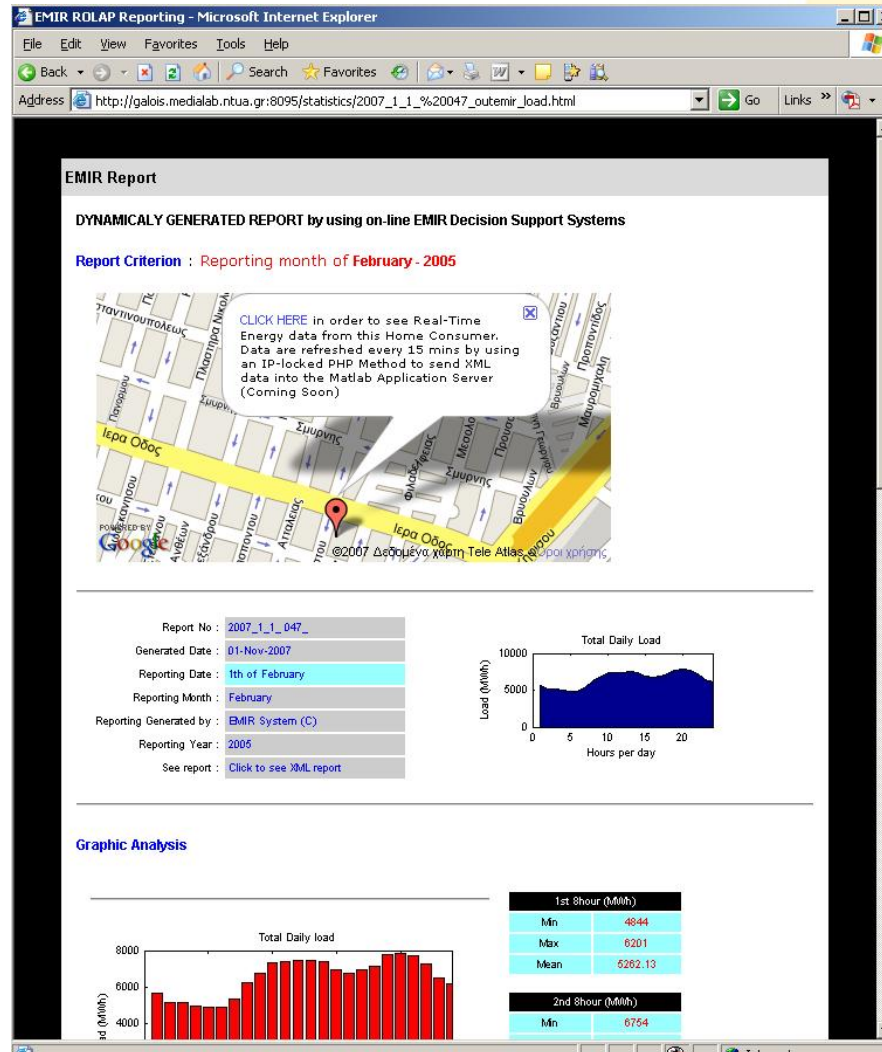 EMIR ROLAP Reporting - Microsoft Internet Explorer
File Edit View Favorites Tools Help
Back Search Favorites
Address http://galois.medialab.ntua.gr:8095/statistics/2007_1_1_%20047_outemir_load.html Go Links »
EMIR Report
DYNAMICALY GENERATED REPORT by using on-line EMIR Decision Support Systems
Report Criterion : Reporting month of February - 2005
CLICK HERE in order to see Real-Time
Energy data from this Home Consumer.
Data are refreshed every 15 mins by using
an IP-locked PHP Method to send XML
data into the Matlab Application Server
(Coming Soon)
Σμυρνης
Ιερα Οδος
Σμυρνης
Ατταλειας
Ιερα Οδος
POWERED BY
Google
©2007 Δεδομένα χάρτη Tele Atlas Όροι χρήσης
Report No : 2007_1_1_ 047_
Generated Date : 01-Nov-2007
Reporting Date : 1th of February
Reporting Month : February
Reporting Generated by : EMIR System (C)
Reporting Year : 2005
See report : Click to see XML report
Total Daily Load
Load (MWh)
10000
5000
0
0 5 10 15 20
Hours per day
Graphic Analysis
Total Daily load
8000
6000
4000
1st 8hour (MWh)
Min 4844
Max 6201
Mean 5262.13
2nd 8hour (MWh)
Min 6754